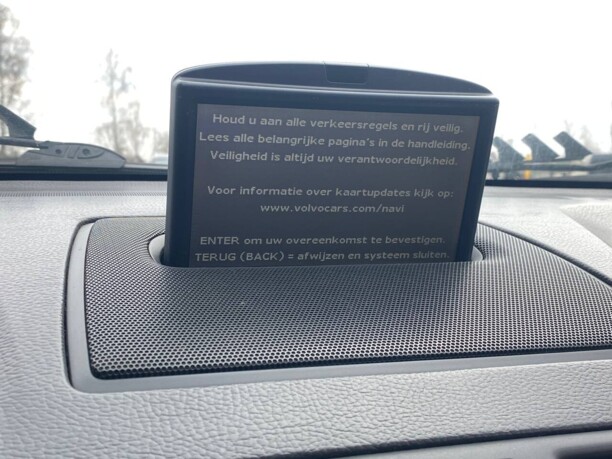 Houd u aan alle verkeersregels en rij veilig.
Lees alle belangrijke pagina's in de handleiding.
Veiligheid is altijd uw verantwoordelijkheid.
Voor informatie over kaartupdates kijk op:
www.volvocars.com/navi
ENTER om uw overeenkomst te bevestigen.
TERUG (BACK) = afwijzen en systeem sluiten.